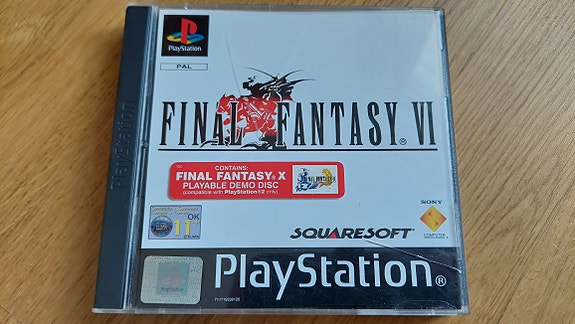 PlayStation
PAL
FINAL FANTASY® VI
CONTAINS:
FINAL FANTASY® X
PLAYABLE DEMO DISC
(compatible with PlayStation®2 only)
FINAL FANTASY X
OK
11+
SONY
COMPUTER
SQUARESOFT
PlayStation®
PlayStation